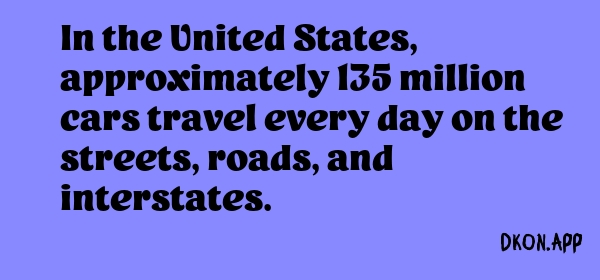 In the United States,
approximately 135 million
cars travel every day on the
streets, roads, and
interstates.
DKON.APP